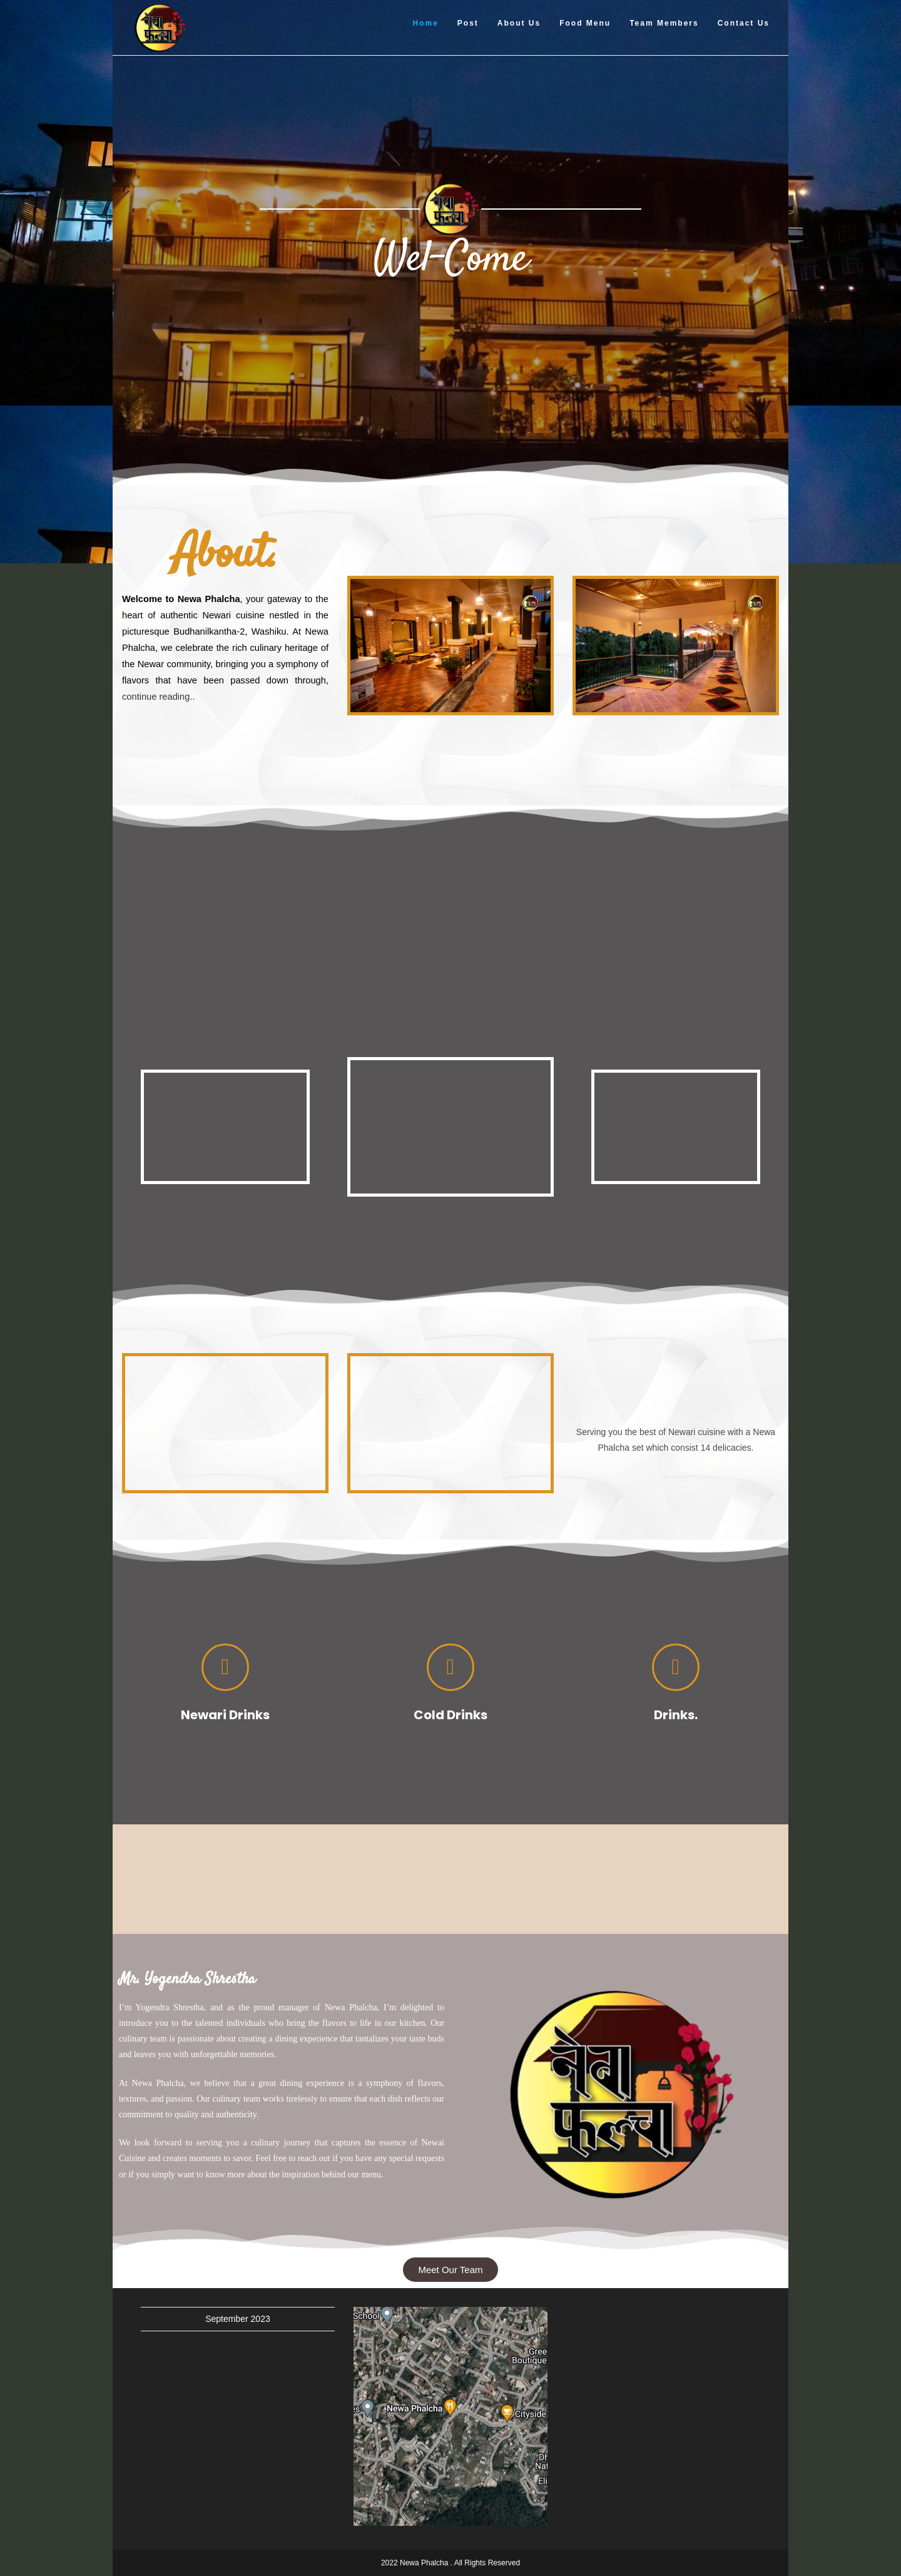 नेवा
फल्चा
Home Post About Us Food Menu Team Members Contact Us
नेवा
फल्चा
Wel-Come
About.
Welcome to Newa Phalcha, your gateway to the
heart of authentic Newari cuisine nestled in the
picturesque Budhanilkantha-2, Washiku. At Newa
Phalcha, we celebrate the rich culinary heritage of
the Newar community, bringing you a symphony of
flavors that have been passed down through,
continue reading..
Serving you the best of Newari cuisine with a Newa
Phalcha set which consist 14 delicacies.
Newari Drinks
Cold Drinks
Drinks.
Mr. Yogendra Shrestha
I’m Yogendra Shrestha, and as the proud manager of Newa Phalcha, I’m delighted to
introduce you to the talented individuals who bring the flavors to life in our kitchen. Our
culinary team is passionate about creating a dining experience that tantalizes your taste buds
and leaves you with unforgettable memories.
At Newa Phalcha, we believe that a great dining experience is a symphony of flavors,
textures, and passion. Our culinary team works tirelessly to ensure that each dish reflects our
commitment to quality and authenticity.
We look forward to serving you a culinary journey that captures the essence of Newai
Cuisine and creates moments to savor. Feel free to reach out if you have any special requests
or if you simply want to know more about the inspiration behind our menu.
नेवा
फल्चा
Meet Our Team
September 2023
School
Gree
Boutique
es
Newa Phalcha
Cityside
Dh
Nat
Eli
2022 Newa Phalcha . All Rights Reserved